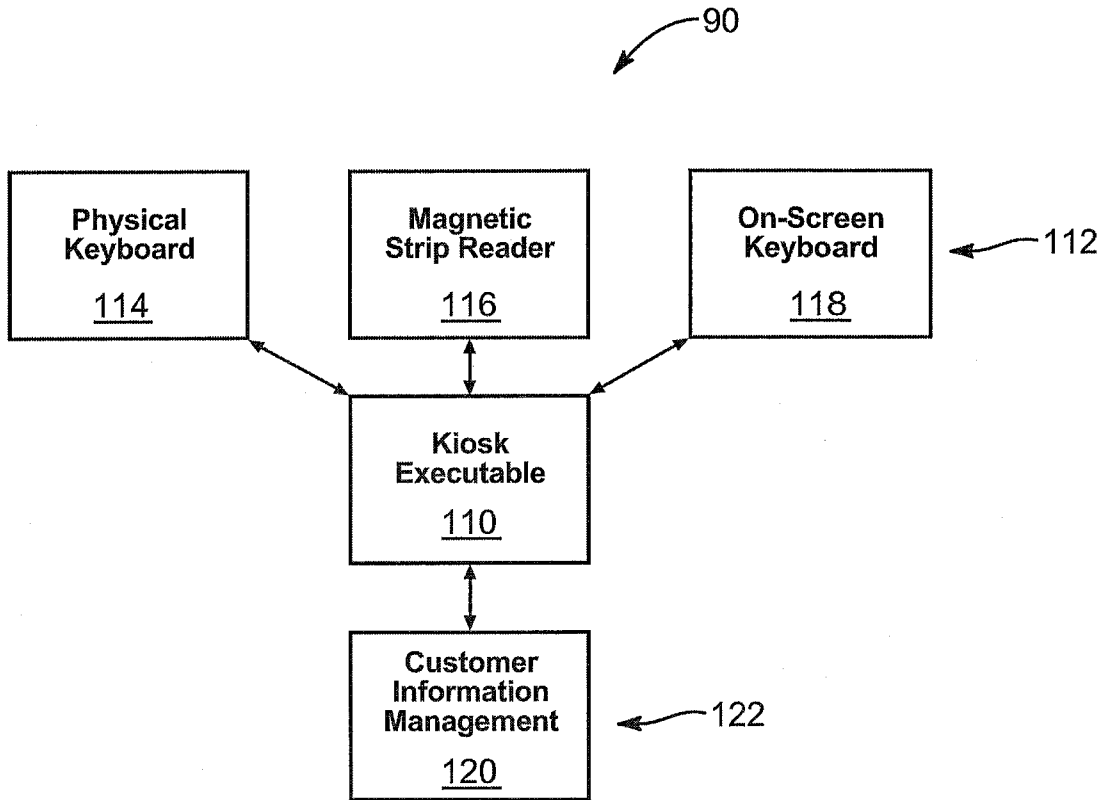 90
Physical
Keyboard
114
Magnetic
Strip Reader
116
On-Screen
Keyboard
118
112
Kiosk
Executable
110
Customer
Information
Management
120
122